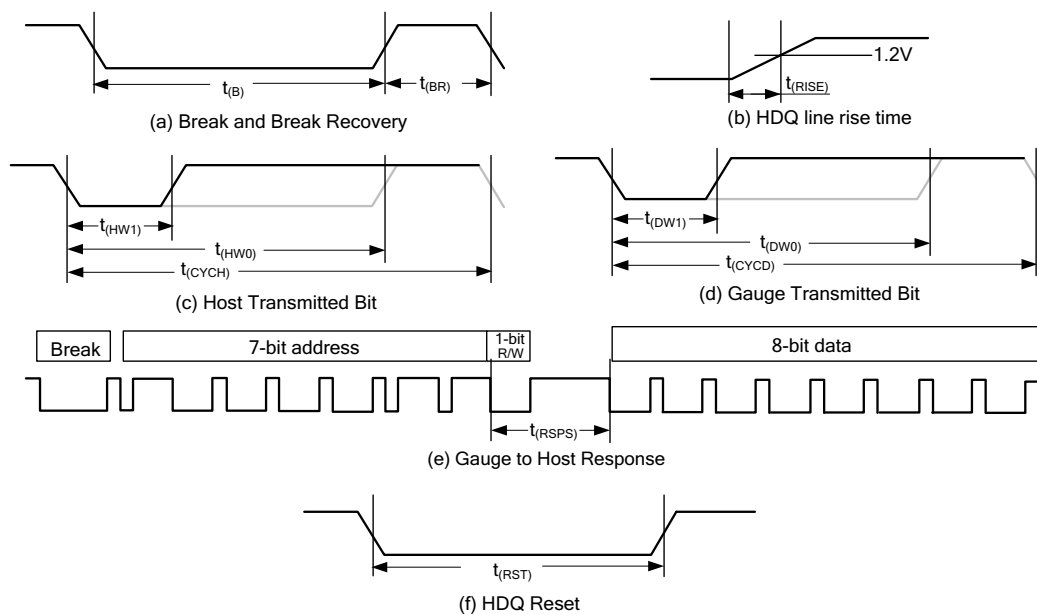 t(B)
t(BR)
(a) Break and Break Recovery
1.2V
t(RISE)
(b) HDQ line rise time
t(HW1)
t(HW0)
t(CYCH)
(c) Host Transmitted Bit
t(DW1)
t(DW0)
t(CYCD)
(d) Gauge Transmitted Bit
Break
7-bit address
1-bit
R/W
8-bit data
t(RSPS)
(e) Gauge to Host Response
t(RST)
(f) HDQ Reset